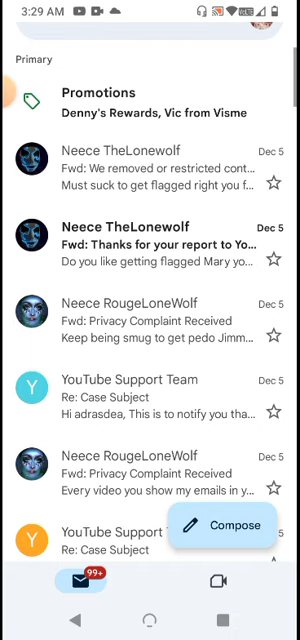 3:29 AM
Primary
Promotions
Denny's Rewards, Vic from Visme
Neece TheLonewolf
Dec 5
Fwd: We removed or restricted cont...
Must suck to get flagged right you f...
Neece TheLonewolf
Dec 5
Fwd: Thanks for your report to Yo...
Do you like getting flagged Mary yo...
Neece RougeLoneWolf
Dec 5
Fwd: Privacy Complaint Received
Keep being smug to get pedo Jimm...
Y
YouTube Support Team
Dec 5
Re: Case Subject
Hi adrasdea, This is to notify you tha...
Neece RougeLoneWolf
Dec 5
Fwd: Privacy Complaint Received
Every video you show my emails in y...
Y
YouTube Support
Dec 5
Re: Case Subject
Compose
99+